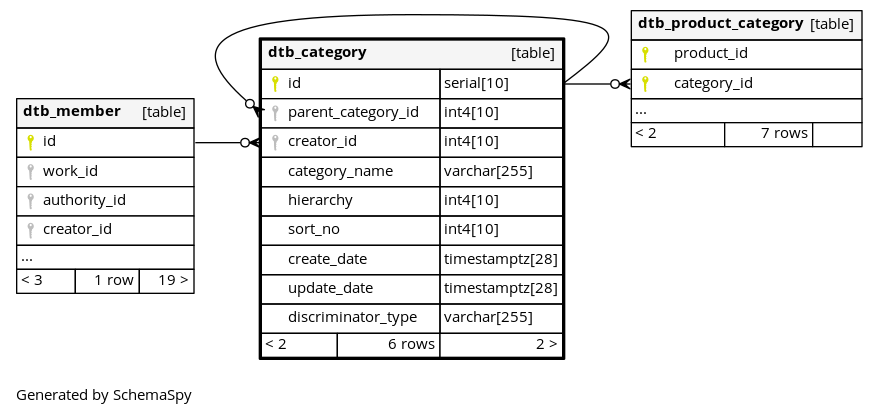 dtb_member [table]
id
work_id
authority_id
creator_id
...
< 3 1 row 19 >
dtb_category [table]
id serial[10]
parent_category_id int4[10]
creator_id int4[10]
category_name varchar[255]
hierarchy int4[10]
sort_no int4[10]
create_date timestamptz[28]
update_date timestamptz[28]
discriminator_type varchar[255]
< 2 6 rows 2 >
dtb_product_category [table]
product_id
category_id
...
< 2 7 rows
Generated by SchemaSpy